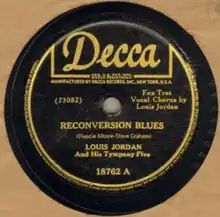 Decca
MANUFACTURED BY DECCA RECORDS, INC., NEW YORK, U.S.A.
(73082)
Fox Trot
Vocal Chorus by
Louis Jordan
RECONVERSION BLUES
(Fleecie Moore-Steve Graham)
LOUIS JORDAN
And His Tympany Five
18762 A